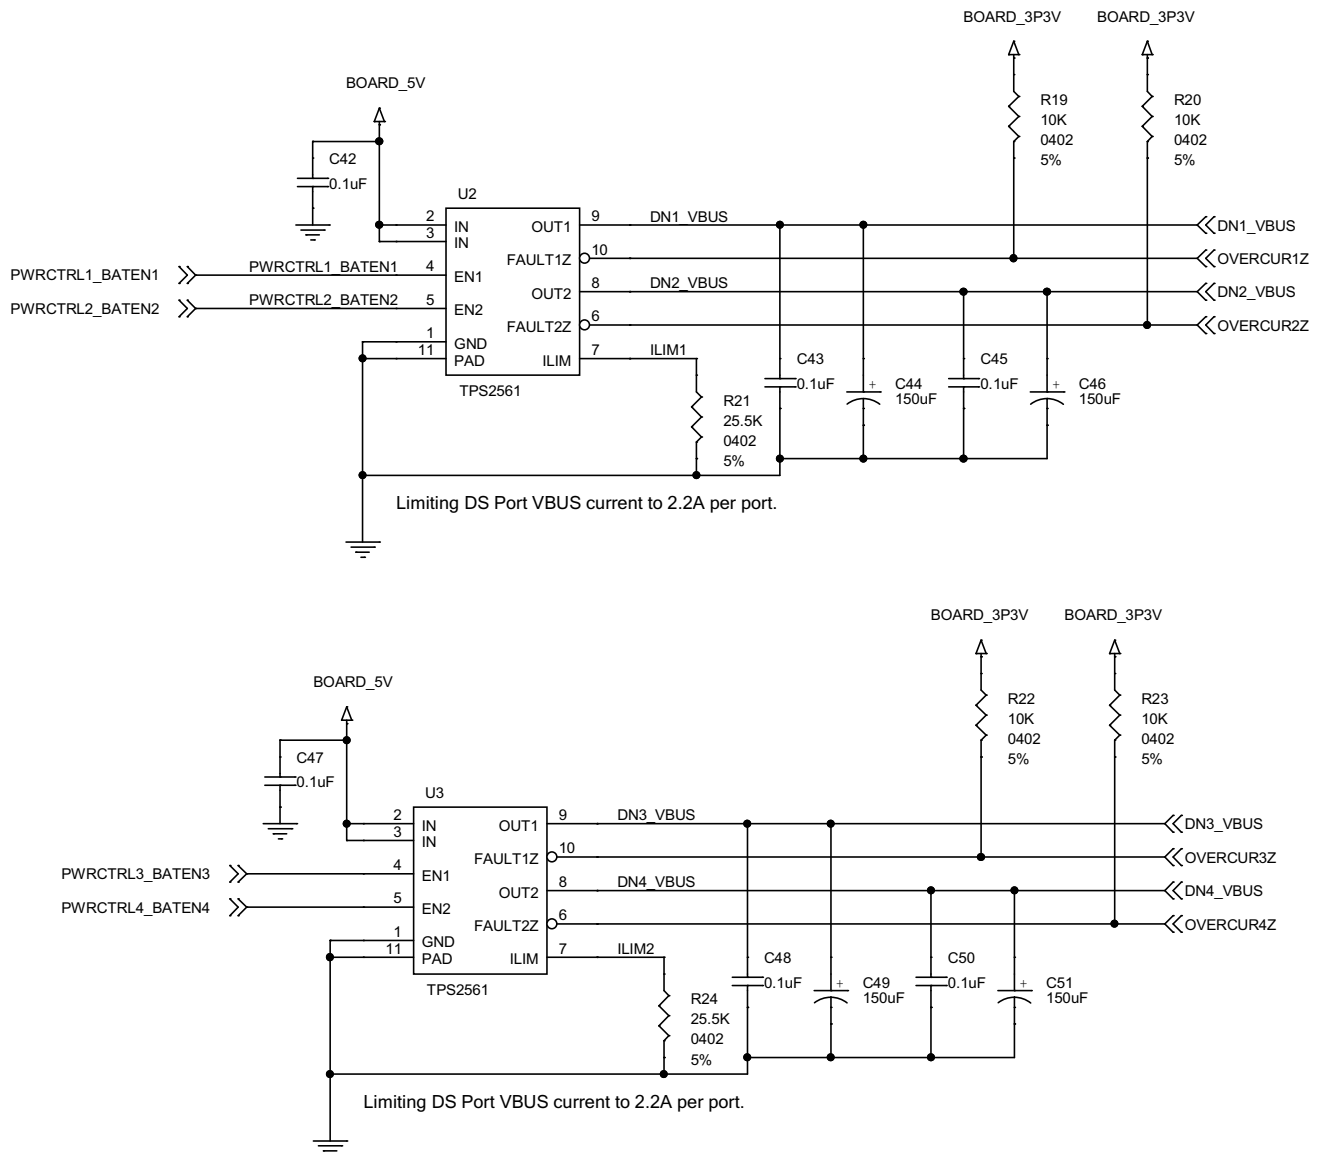 BOARD_3P3V BOARD_3P3V
BOARD_5V
R19
10K
0402
5%
R20
10K
0402
5%
C42
0.1uF
U2
2 IN OUT1 9 DN1_VBUS DN1_VBUS
3 IN
FAULT1Z 10 OVERCUR1Z
PWRCTRL1_BATEN1 PWRCTRL1_BATEN1 4 EN1
OUT2 8 DN2_VBUS DN2_VBUS
PWRCTRL2_BATEN2 PWRCTRL2_BATEN2 5 EN2
FAULT2Z 6 OVERCUR2Z
1 GND
11 PAD ILIM 7 ILIM1
TPS2561
C43
0.1uF
+ C44
150uF
C45
0.1uF
+ C46
150uF
R21
25.5K
0402
5%
Limiting DS Port VBUS current to 2.2A per port.
BOARD_3P3V BOARD_3P3V
BOARD_5V
R22
10K
0402
5%
R23
10K
0402
5%
C47
0.1uF
U3
2 IN OUT1 9 DN3_VBUS DN3_VBUS
3 IN
FAULT1Z 10 OVERCUR3Z
PWRCTRL3_BATEN3 4 EN1
OUT2 8 DN4_VBUS DN4_VBUS
PWRCTRL4_BATEN4 5 EN2
FAULT2Z 6 OVERCUR4Z
1 GND
11 PAD ILIM 7 ILIM2
TPS2561
C48
0.1uF
+ C49
150uF
C50
0.1uF
+ C51
150uF
R24
25.5K
0402
5%
Limiting DS Port VBUS current to 2.2A per port.